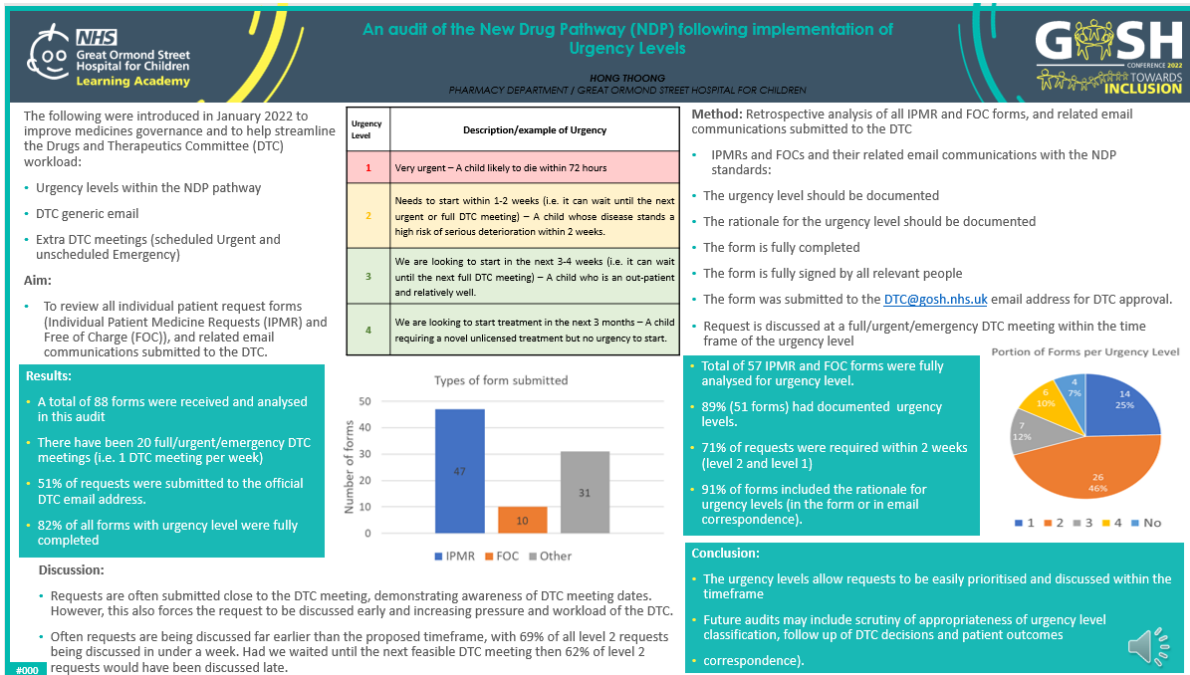 NHS
Great Ormond Street
Hospital for Children
Learning Academy
An audit of the New Drug Pathway (NDP) following implementation of
Urgency Levels
HONG THOONG
PHARMACY DEPARTMENT / GREAT ORMOND STREET HOSPITAL FOR CHILDREN
GOSH
CONFERENCE 2022
TOWARDS
INCLUSION
The following were introduced in January 2022 to
improve medicines governance and to help streamline
the Drugs and Therapeutics Committee (DTC)
workload:
• Urgency levels within the NDP pathway
• DTC generic email
• Extra DTC meetings (scheduled Urgent and
unscheduled Emergency)
Aim:
• To review all individual patient request forms
(Individual Patient Medicine Requests (IPMR) and
Free of Charge (FOC)), and related email
communications submitted to the DTC.
Results:
• A total of 88 forms were received and analysed
in this audit
• There have been 20 full/urgent/emergency DTC
meetings (i.e. 1 DTC meeting per week)
• 51% of requests were submitted to the official
DTC email address.
• 82% of all forms with urgency level were fully
completed
Urgency
Level
Description/example of Urgency
1
Very urgent – A child likely to die within 72 hours
2
Needs to start within 1-2 weeks (i.e. it can wait until the next
urgent or full DTC meeting) – A child whose disease stands a
high risk of serious deterioration within 2 weeks.
3
We are looking to start in the next 3-4 weeks (i.e. it can wait
until the next full DTC meeting) – A child who is an out-patient
and relatively well.
4
We are looking to start treatment in the next 3 months – A child
requiring a novel unlicensed treatment but no urgency to start.
Types of form submitted
Number of forms
50
40
30
20
10
0
47
10
31
IPMR FOC Other
Discussion:
• Requests are often submitted close to the DTC meeting, demonstrating awareness of DTC meeting dates.
However, this also forces the request to be discussed early and increasing pressure and workload of the DTC.
• Often requests are being discussed far earlier than the proposed timeframe, with 69% of all level 2 requests
being discussed in under a week. Had we waited until the next feasible DTC meeting then 62% of level 2
requests would have been discussed late.
#000
Method: Retrospective analysis of all IPMR and FOC forms, and related email
communications submitted to the DTC
• IPMRs and FOCs and their related email communications with the NDP
standards:
• The urgency level should be documented
• The rationale for the urgency level should be documented
• The form is fully completed
• The form is fully signed by all relevant people
• The form was submitted to the DTC@gosh.nhs.uk email address for DTC approval.
• Request is discussed at a full/urgent/emergency DTC meeting within the time
frame of the urgency level
• Total of 57 IPMR and FOC forms were fully
analysed for urgency level.
• 89% (51 forms) had documented urgency
levels.
• 71% of requests were required within 2 weeks
(level 2 and level 1)
• 91% of forms included the rationale for
urgency levels (in the form or in email
correspondence).
Portion of Forms per Urgency Level
14
25%
26
46%
7
12%
6
10%
4
7%
1 2 3 4 No
Conclusion:
• The urgency levels allow requests to be easily prioritised and discussed within the
timeframe
• Future audits may include scrutiny of appropriateness of urgency level
classification, follow up of DTC decisions and patient outcomes
• correspondence).